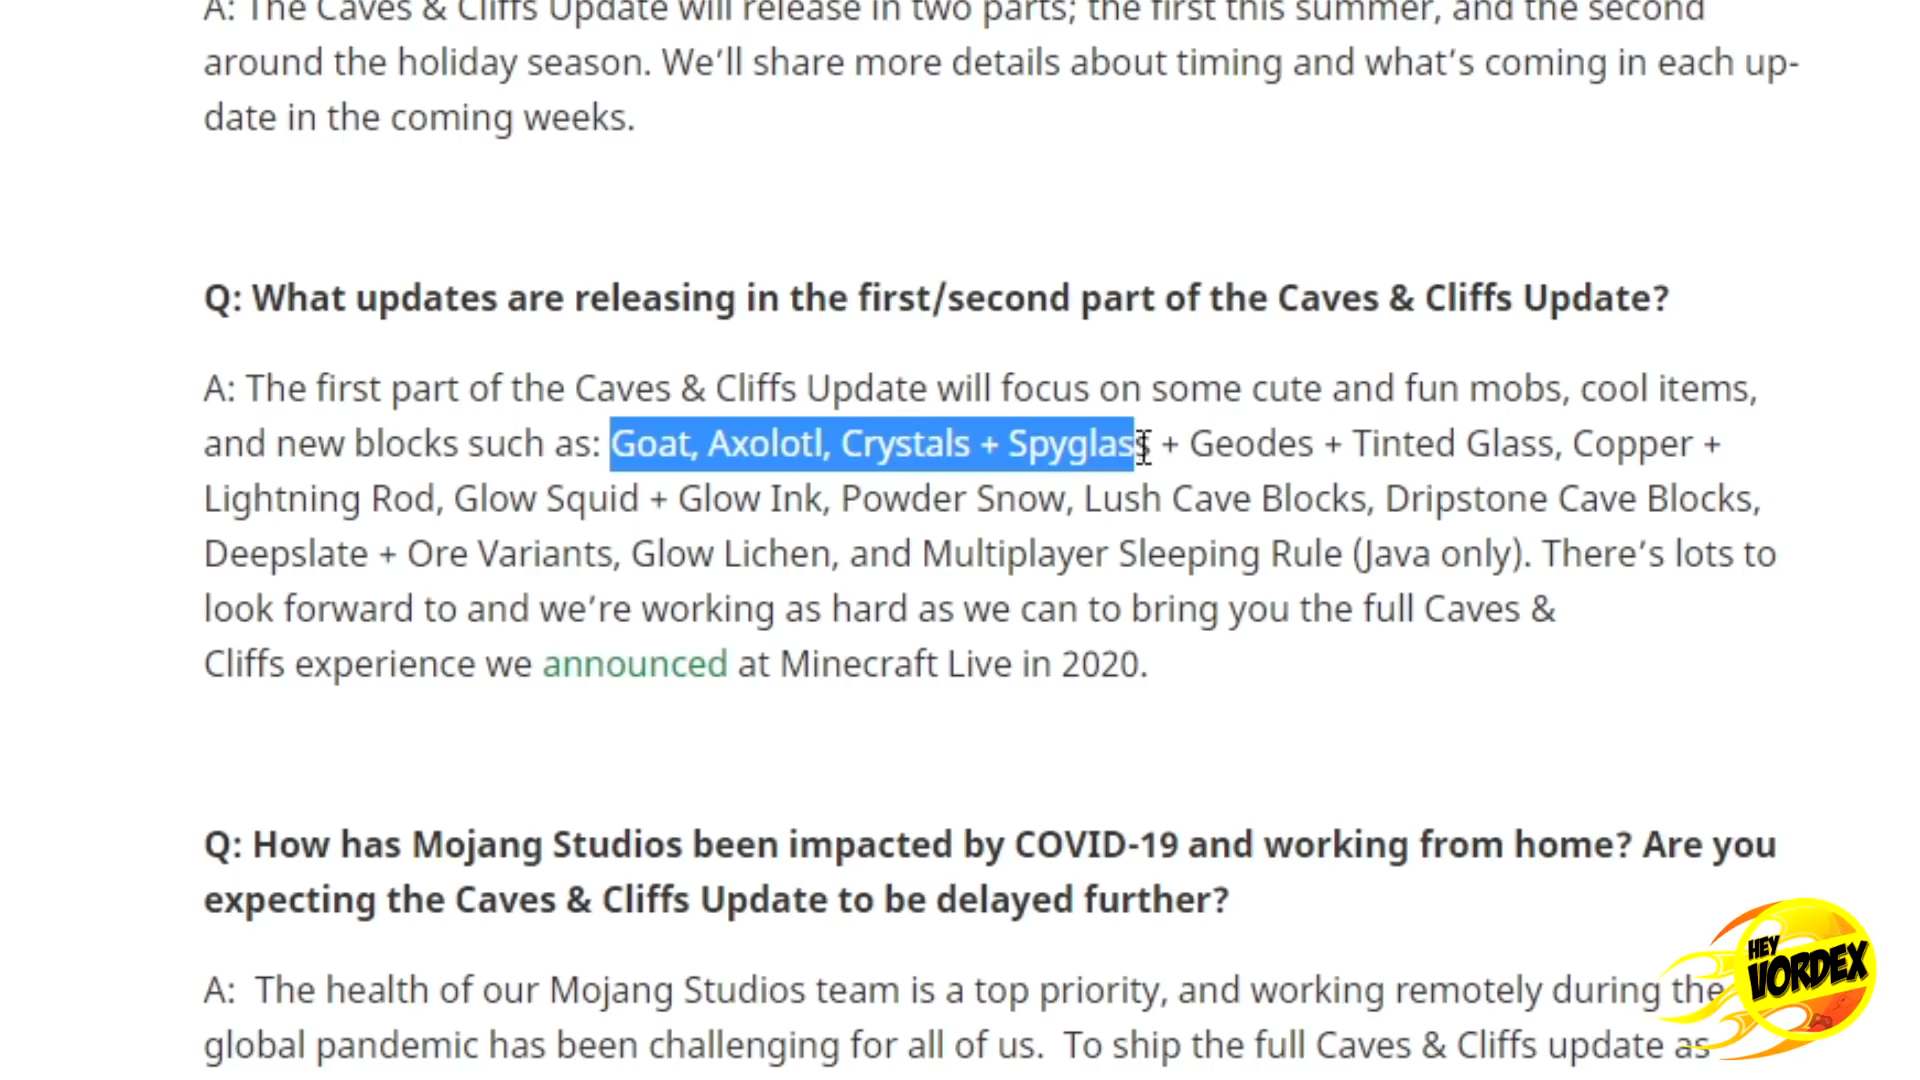 A: The Caves & Cliffs Update will release in two parts; the first this summer, and the second
around the holiday season. We’ll share more details about timing and what’s coming in each up-
date in the coming weeks.
Q: What updates are releasing in the first/second part of the Caves & Cliffs Update?
A: The first part of the Caves & Cliffs Update will focus on some cute and fun mobs, cool items,
and new blocks such as: Goat, Axolotl, Crystals + Spyglass + Geodes + Tinted Glass, Copper +
Lightning Rod, Glow Squid + Glow Ink, Powder Snow, Lush Cave Blocks, Dripstone Cave Blocks,
Deepslate + Ore Variants, Glow Lichen, and Multiplayer Sleeping Rule (Java only). There’s lots to
look forward to and we’re working as hard as we can to bring you the full Caves &
Cliffs experience we announced at Minecraft Live in 2020.
Q: How has Mojang Studios been impacted by COVID-19 and working from home? Are you
expecting the Caves & Cliffs Update to be delayed further?
A:  The health of our Mojang Studios team is a top priority, and working remotely during the
global pandemic has been challenging for all of us.  To ship the full Caves & Cliffs update as
HEY
VORDEX